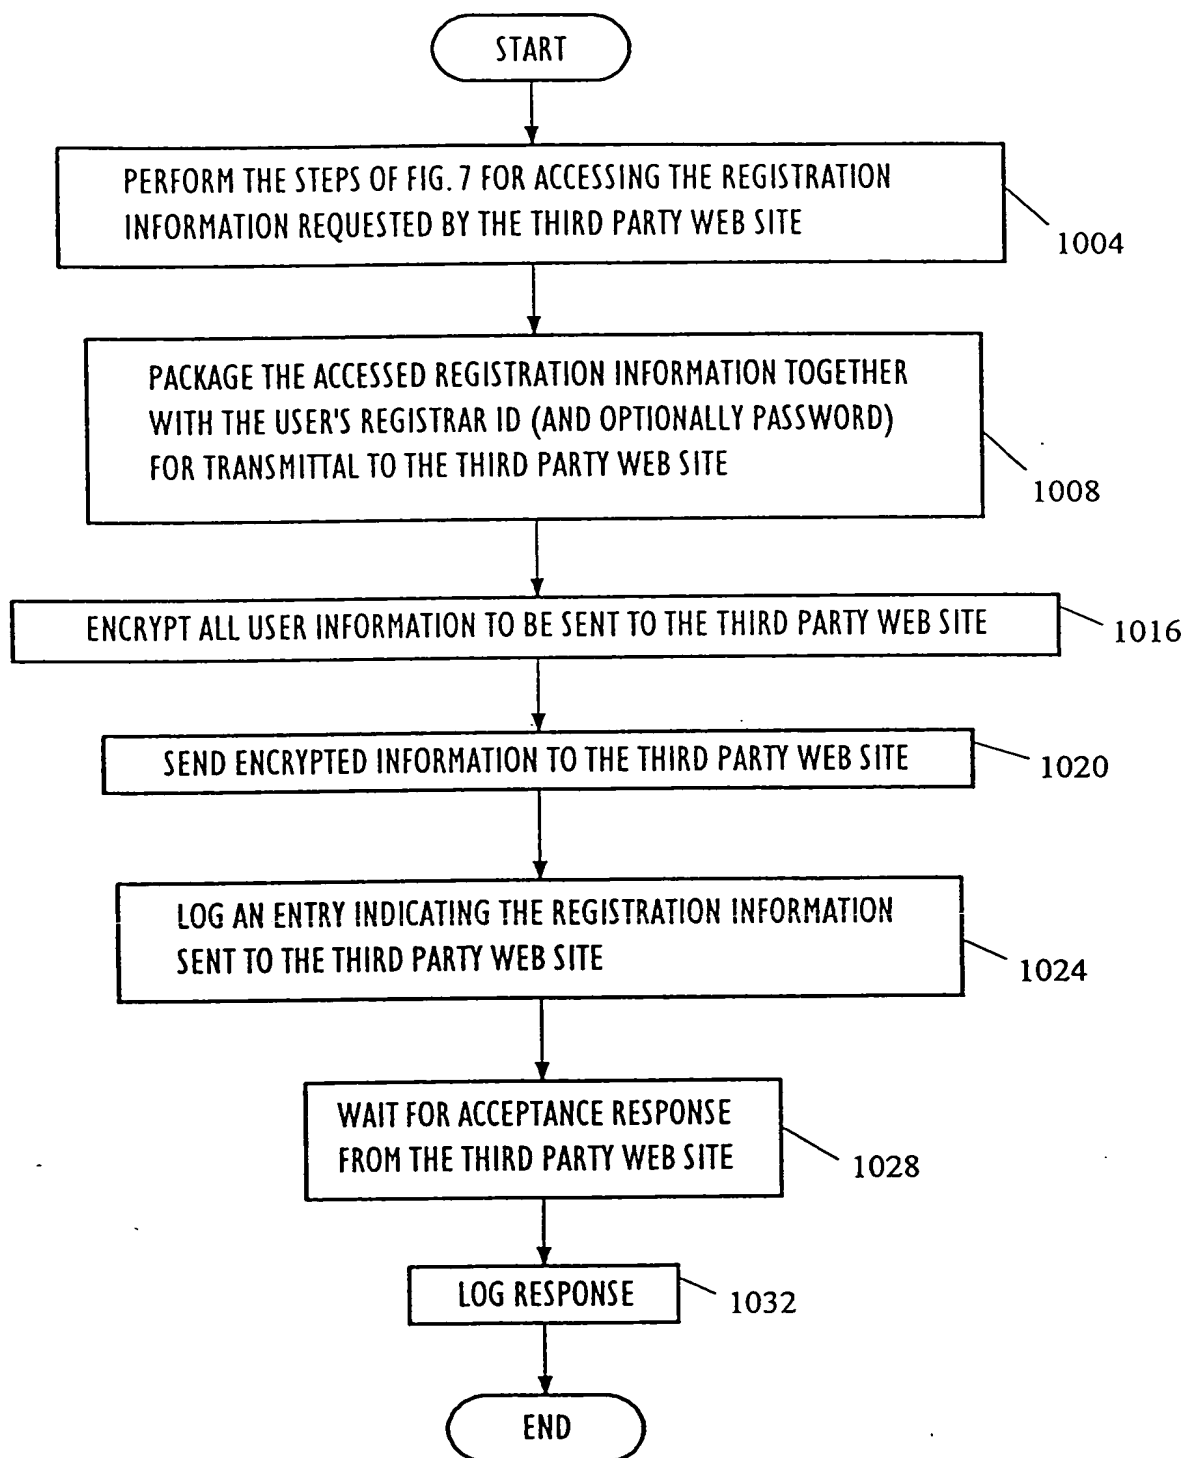 START
PERFORM THE STEPS OF FIG. 7 FOR ACCESSING THE REGISTRATION
INFORMATION REQUESTED BY THE THIRD PARTY WEB SITE
1004
PACKAGE THE ACCESSED REGISTRATION INFORMATION TOGETHER
WITH THE USER'S REGISTRAR ID (AND OPTIONALLY PASSWORD)
FOR TRANSMITTAL TO THE THIRD PARTY WEB SITE
1008
ENCRYPT ALL USER INFORMATION TO BE SENT TO THE THIRD PARTY WEB SITE
1016
SEND ENCRYPTED INFORMATION TO THE THIRD PARTY WEB SITE
1020
LOG AN ENTRY INDICATING THE REGISTRATION INFORMATION
SENT TO THE THIRD PARTY WEB SITE
1024
WAIT FOR ACCEPTANCE RESPONSE
FROM THE THIRD PARTY WEB SITE
1028
LOG RESPONSE
1032
END